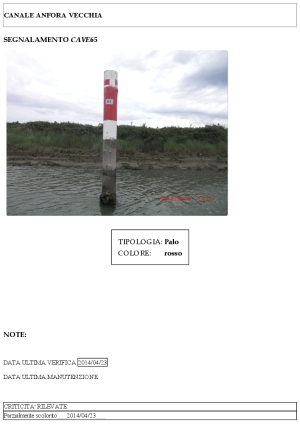 CANALE ANFORA VECCHIA
SEGNALAMENTO CAVE65
TIPOLOGIA: Palo
COLORE: rosso
NOTE:
DATA ULTIMA VERIFICA 2014/04/23
DATA ULTIMA MANUTENZIONE
CRITICITA' RILEVATE
Parzialmente scolorito 2014/04/23